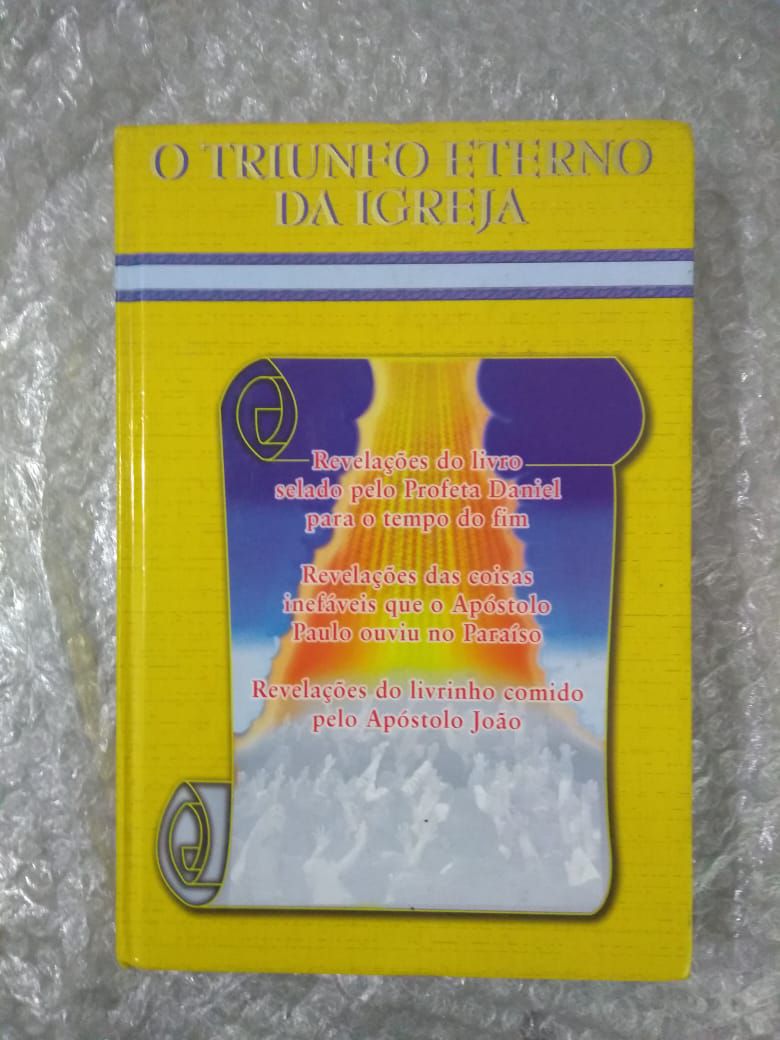 O TRIUNFO ETERNO
DA IGREJA
Revelações do livro
selado pelo Profeta Daniel
para o tempo do fim
Revelações das coisas
inefáveis que o Apóstolo
Paulo ouviu no Paraíso
Revelações do livrinho comido
pelo Apóstolo João